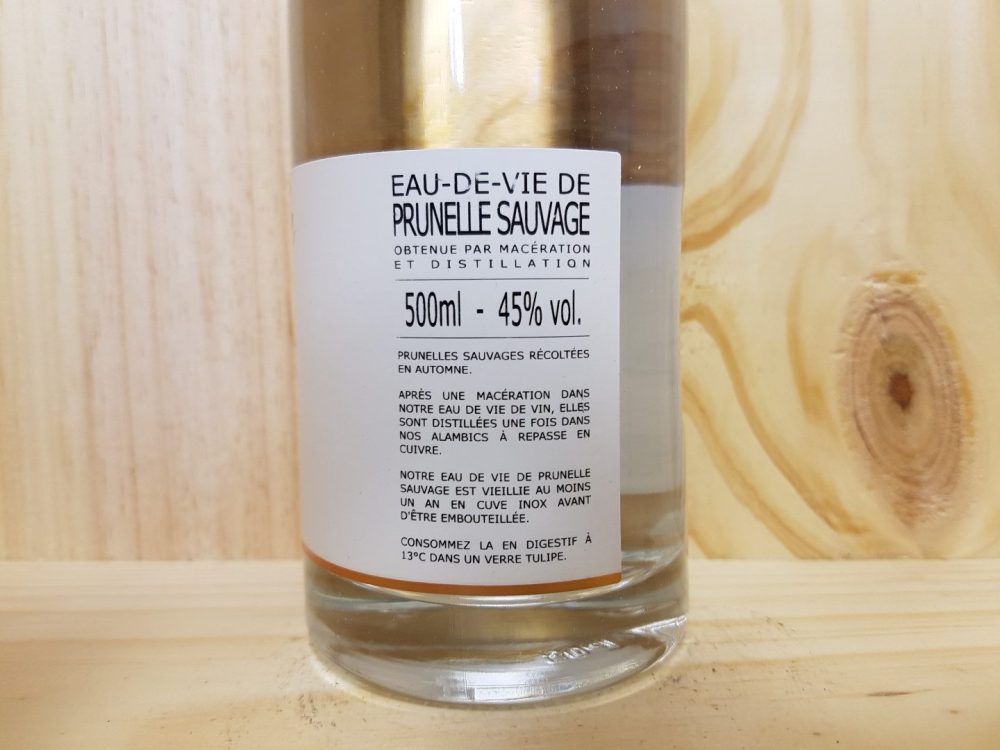 EAU-DE-VIE DE
PRUNELLE SAUVAGE
OBTENUE PAR MACÉRATION
ET DISTILLATION
500ml - 45% vol.
PRUNELLES SAUVAGES RÉCOLTÉES
EN AUTOMNE.
APRÈS UNE MACÉRATION DANS
NOTRE EAU DE VIE DE VIN, ELLES
SONT DISTILLÉES UNE FOIS DANS
NOS ALAMBICS À REPASSE EN
CUIVRE.
NOTRE EAU DE VIE DE PRUNELLE
SAUVAGE EST VIEILLIE AU MOINS
UN AN EN CUVE INOX AVANT
D'ÊTRE EMBOUTEILLÉE.
CONSOMMEZ LA EN DIGESTIF À
13°C DANS UN VERRE TULIPE.